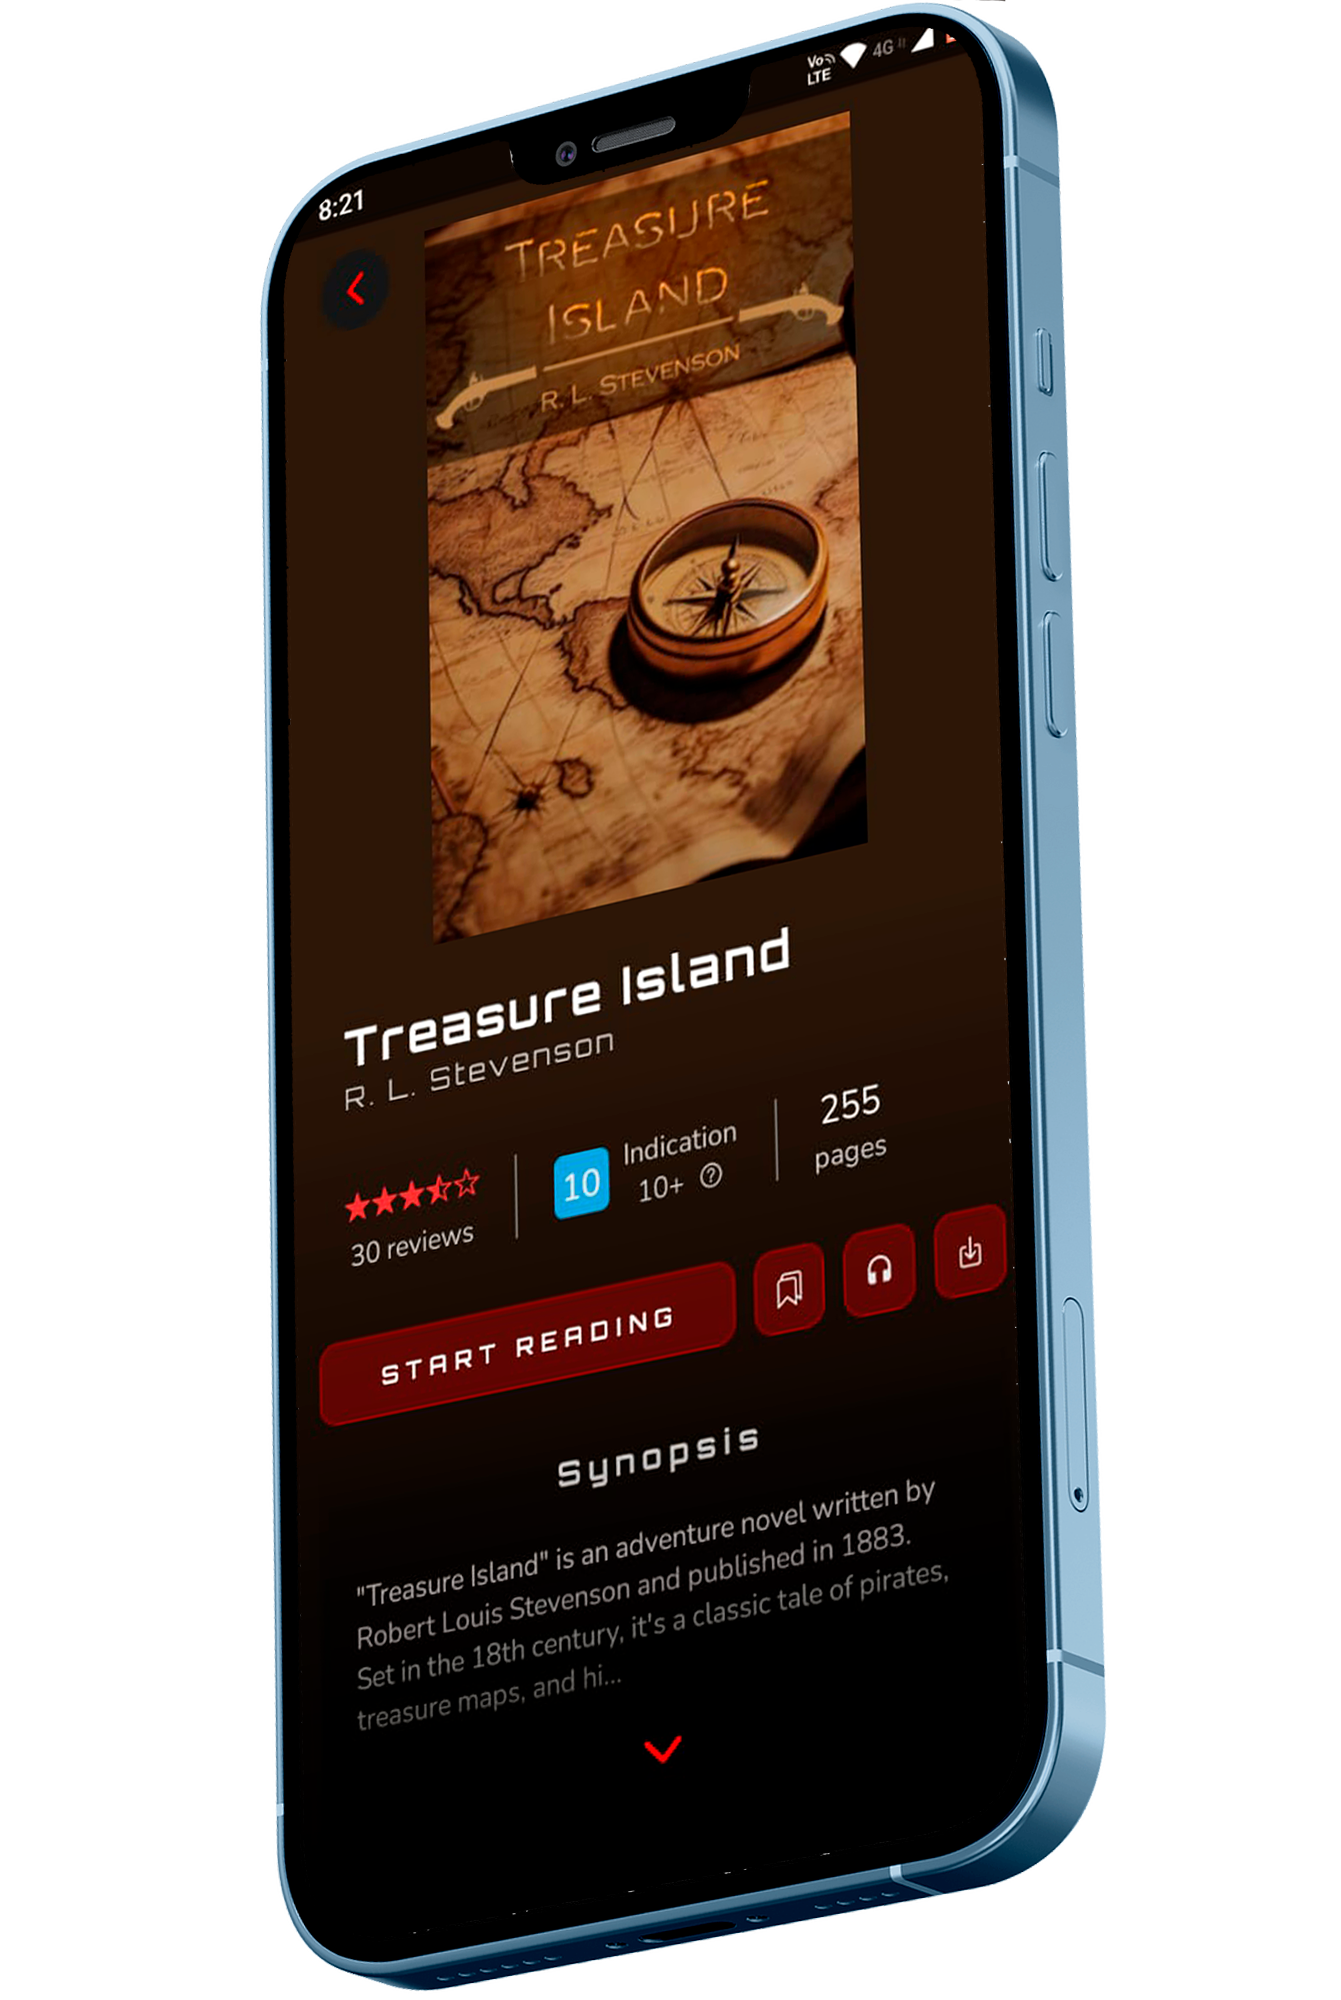 8:21
Vo
LTE
4G
TREASURE
ISLAND
R. L. STEVENSON
Treasure Island
R. L. Stevenson
30 reviews
10
Indication
10+ ?
255
pages
START READING
Synopsis
"Treasure Island" is an adventure novel written by
Robert Louis Stevenson and published in 1883.
Set in the 18th century, it's a classic tale of pirates,
treasure maps, and hi...